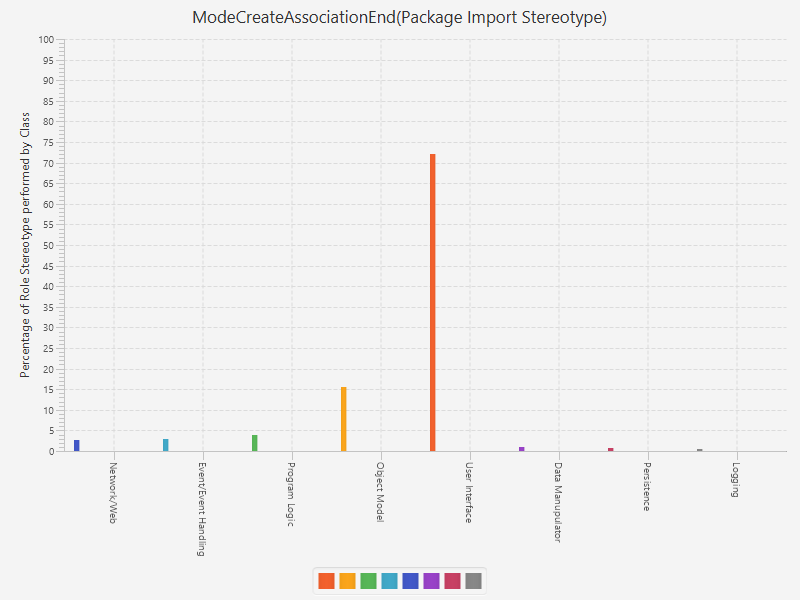 ModeCreateAssociationEnd(Package Import Stereotype)
Percentage of Role Stereotype performed by Class
100
95
90
85
80
75
70
65
60
55
50
45
40
35
30
25
20
15
10
5
0
Network/Web
Event/Event Handling
Program Logic
Object Model
User Interface
Data Manupulator
Persistence
Logging